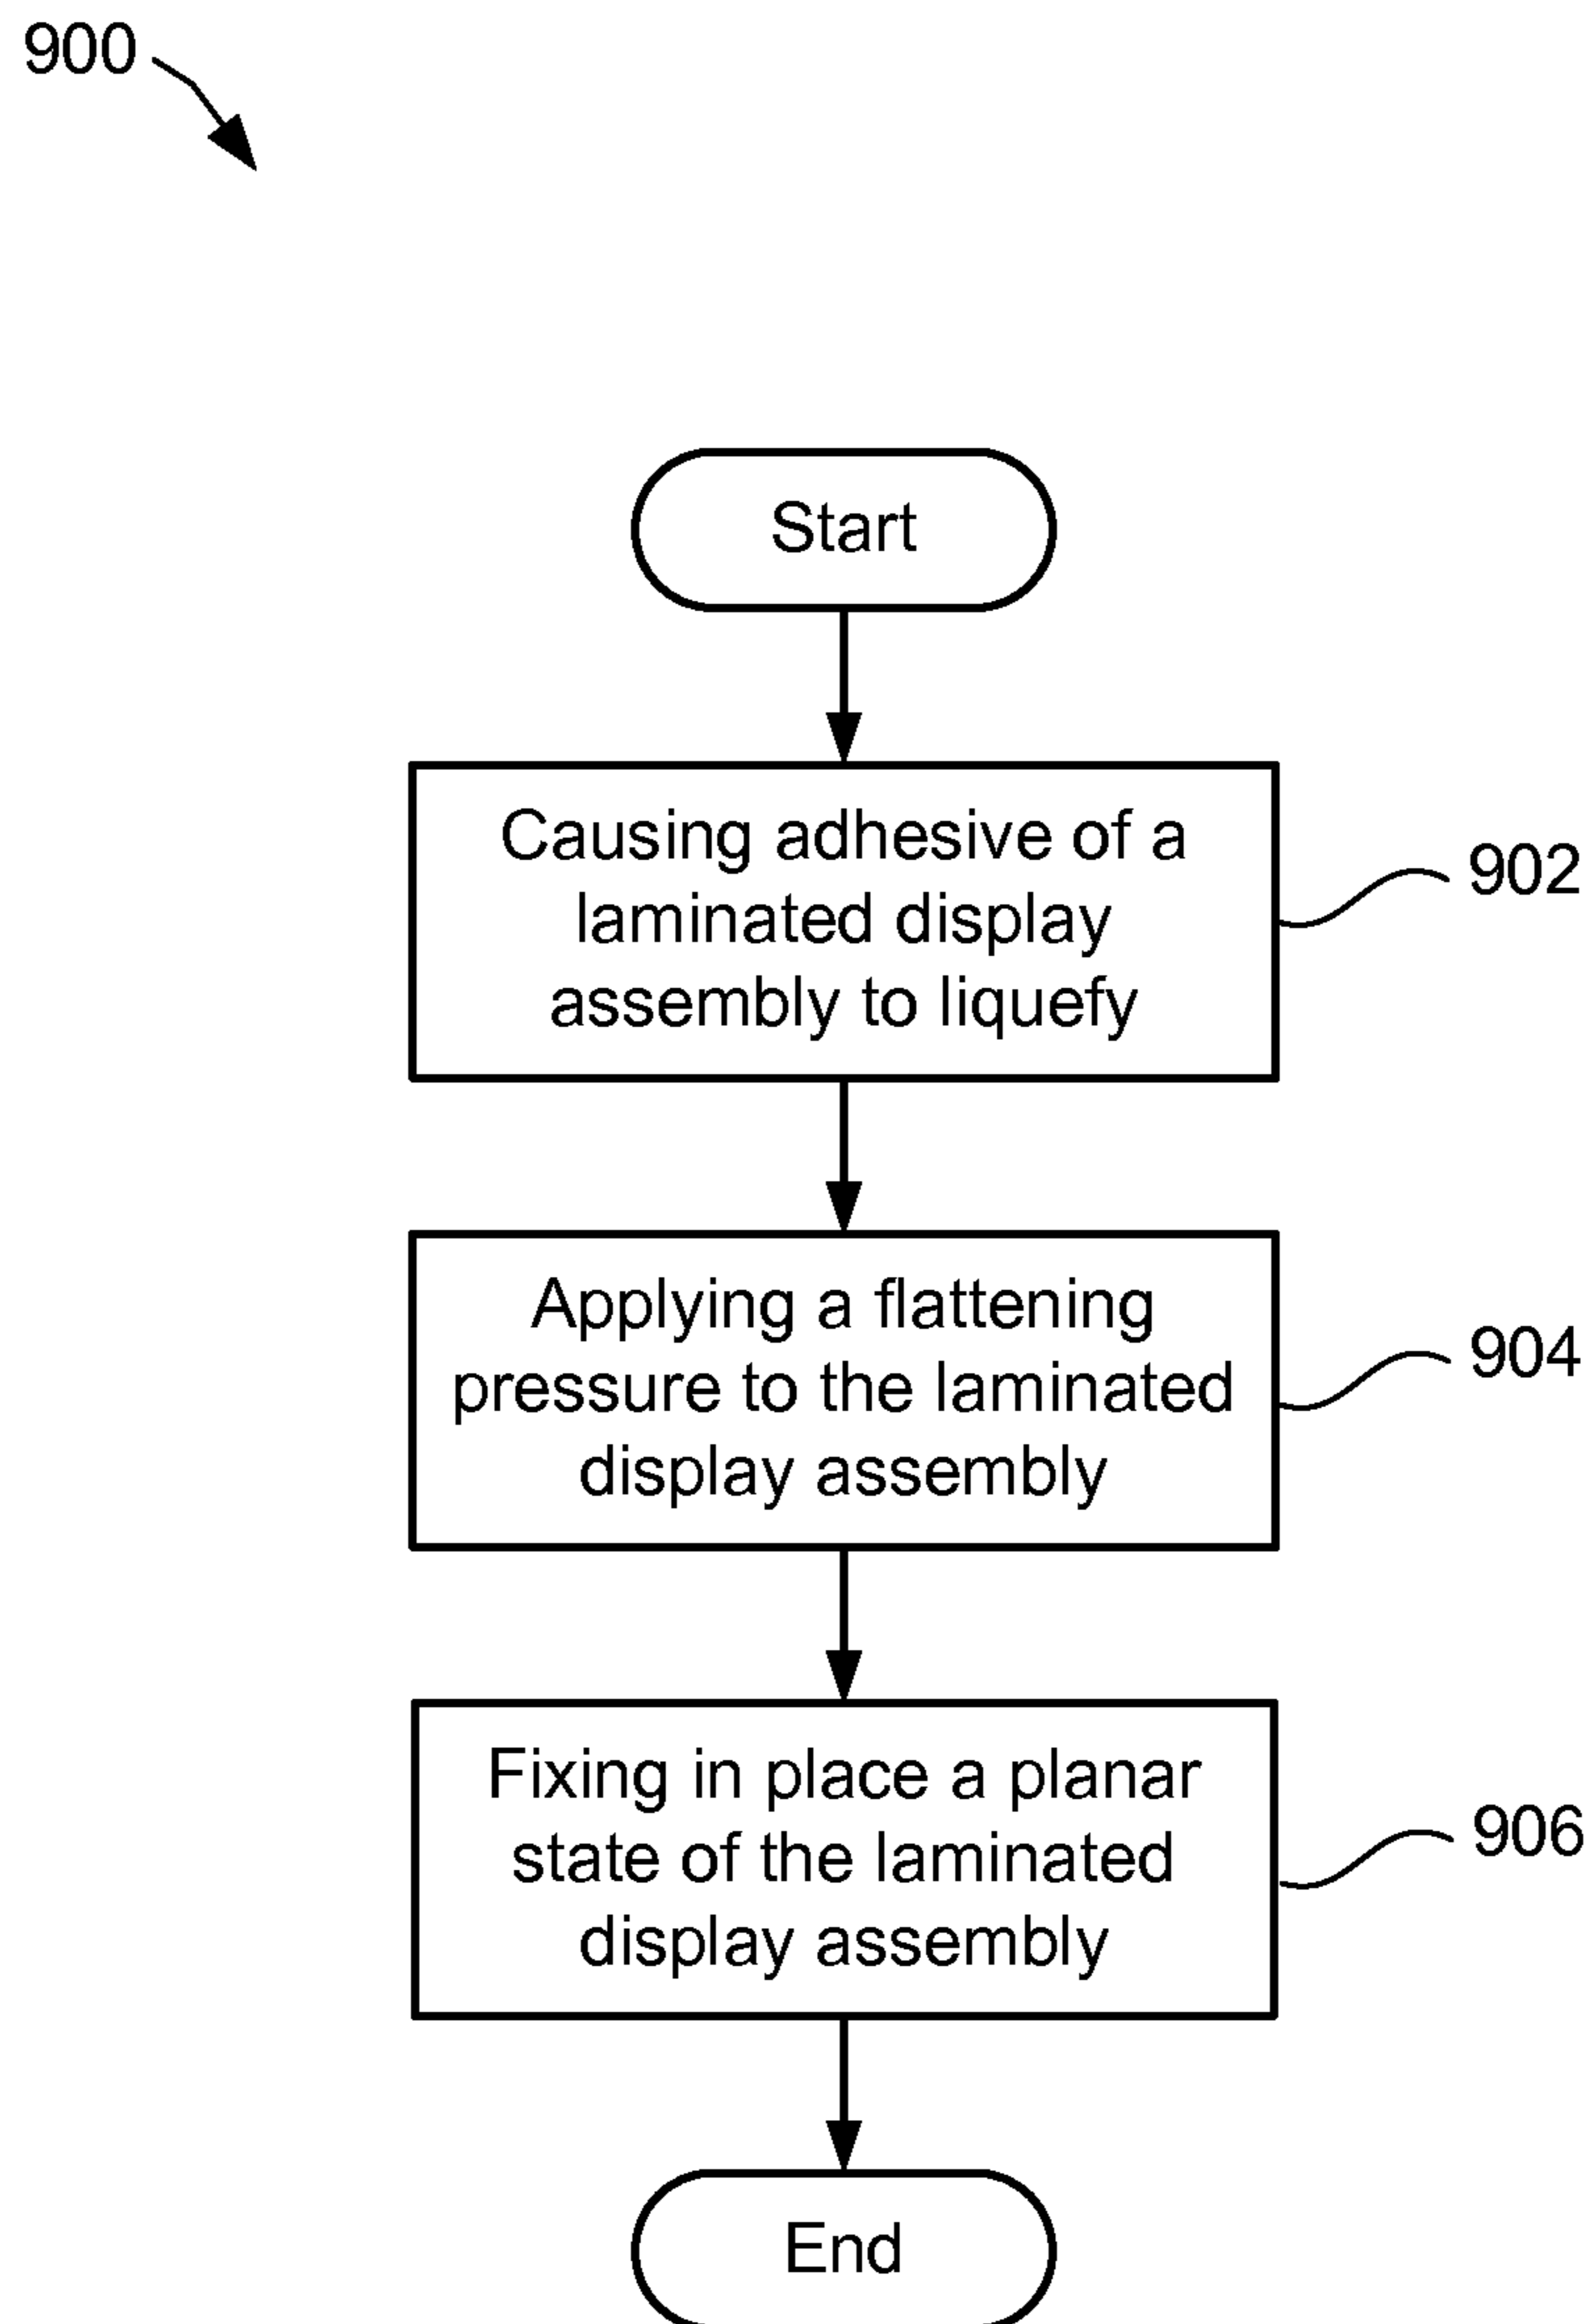 900
Start
Causing adhesive of a
laminated display
assembly to liquefy
902
Applying a flattening
pressure to the laminated
display assembly
904
Fixing in place a planar
state of the laminated
display assembly
906
End